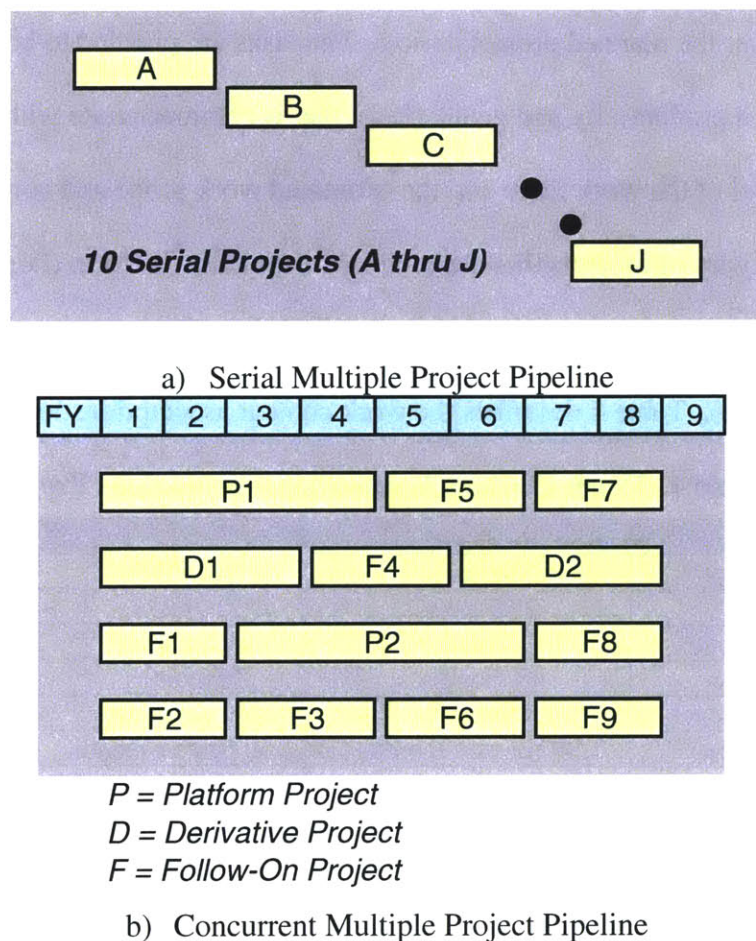 A
B
C
10 Serial Projects (A thru J)
J
a) Serial Multiple Project Pipeline
FY 1 2 3 4 5 6 7 8 9
P1 F5 F7
D1 F4 D2
F1 P2 F8
F2 F3 F6 F9
P = Platform Project
D = Derivative Project
F = Follow-On Project
b) Concurrent Multiple Project Pipeline